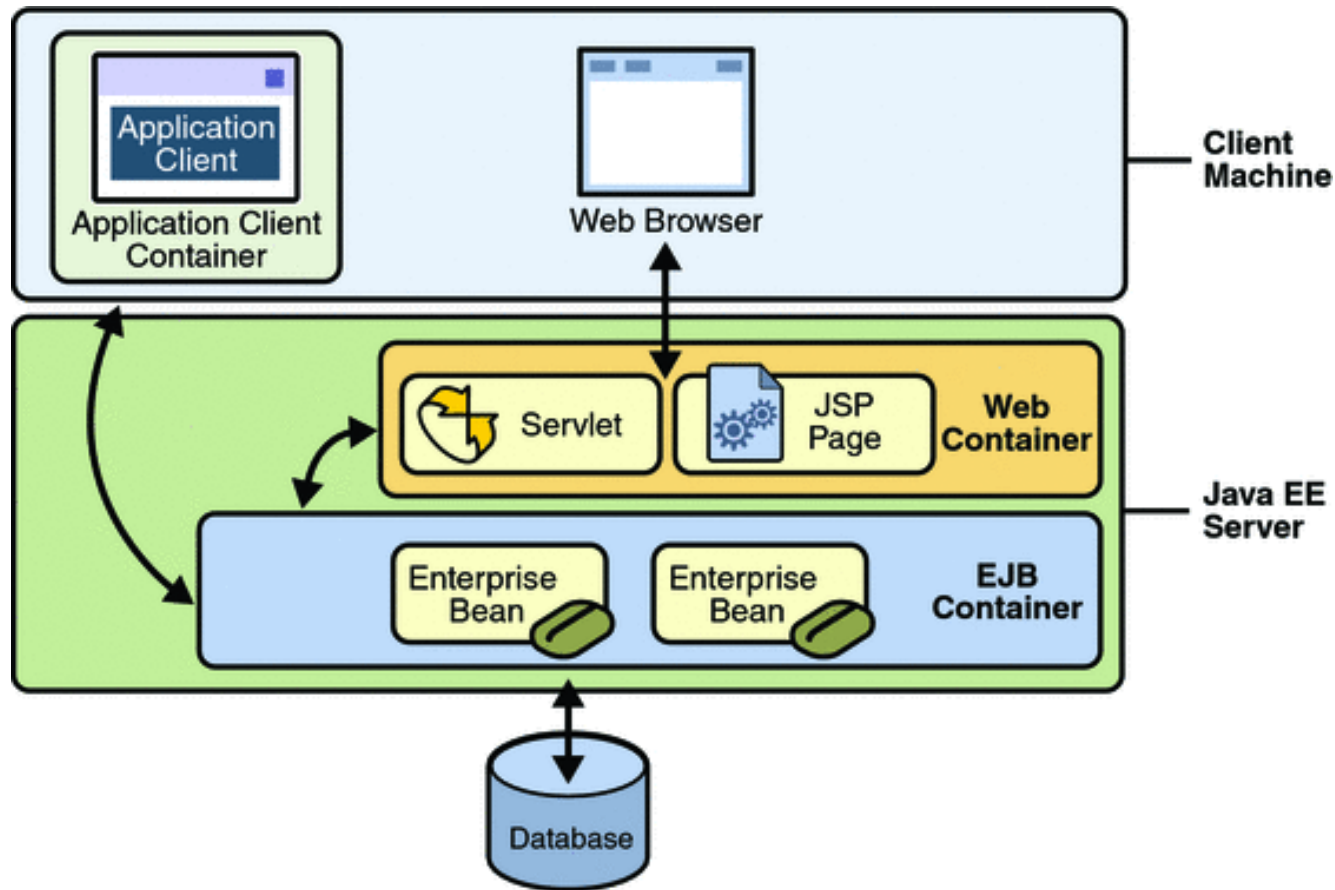 Application
Client
Application Client
Container
Web Browser
Client
Machine
Servlet
JSP
Page
Web
Container
Java EE
Server
Enterprise
Bean
Enterprise
Bean
EJB
Container
Database